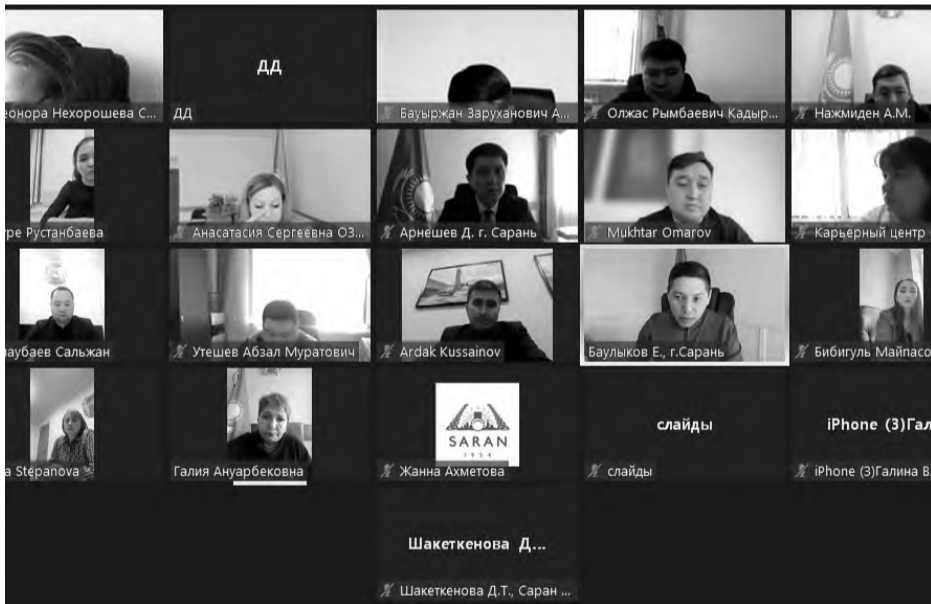 еонора Нехорошева С...
ДД
ДД
Бауыржан Заруханович А...
Олжас Рымбаевич Кадыр...
Нажмиден А.М.
ре Рустанбаева
Анасатасия Сергеевна ОЗ...
Арнешев Д. г. Сарань
Mukhtar Omarov
Карьерный центр
аубаев Сальжан
Утешев Абзал Муратович
Ardak Kussainov
Баулыков Е., г.Сарань
Бибигуль Майпасо
a Stepanova
Галия Ануарбековна
SARAN
1954
Жанна Ахметова
слайды
слайды
iPhone (3)Гал
iPhone (3)Галина В.
Шакеткенова Д...
Шакеткенова Д.Т., Саран ...